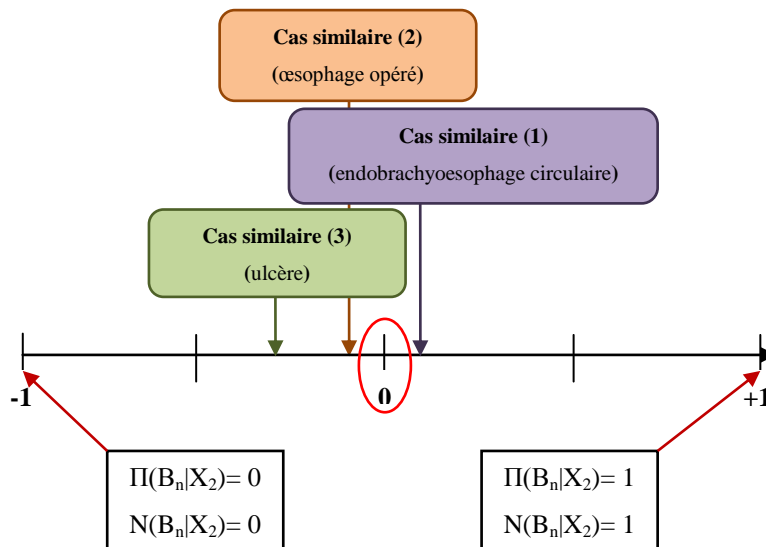 Cas similaire (2)
(œsophage opéré)
Cas similaire (1)
(endobrachyoesophage circulaire)
Cas similaire (3)
(ulcère)
-1
0
+1
Π(Bₙ|X₂)= 0
N(Bₙ|X₂)= 0
Π(Bₙ|X₂)= 1
N(Bₙ|X₂)= 1